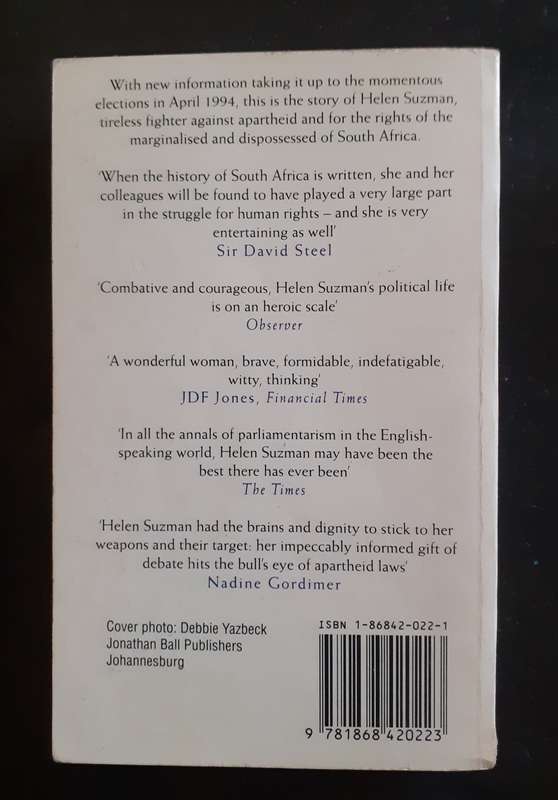 With new information taking it up to the momentous
elections in April 1994, this is the story of Helen Suzman,
tireless fighter against apartheid and for the rights of the
marginalised and dispossessed of South Africa.
'When the history of South Africa is written, she and her
colleagues will be found to have played a very large part
in the struggle for human rights – and she is very
entertaining as well'
Sir David Steel
'Combative and courageous, Helen Suzman's political life
is on an heroic scale'
Observer
'A wonderful woman, brave, formidable, indefatigable,
witty, thinking'
JDF Jones, Financial Times
'In all the annals of parliamentarism in the English-
speaking world, Helen Suzman may have been the
best there has ever been'
The Times
'Helen Suzman had the brains and dignity to stick to her
weapons and their target: her impeccably informed gift of
debate hits the bull's eye of apartheid laws'
Nadine Gordimer
Cover photo: Debbie Yazbeck
Jonathan Ball Publishers
Johannesburg
ISBN 1-86842-022-1
9 781868 420223